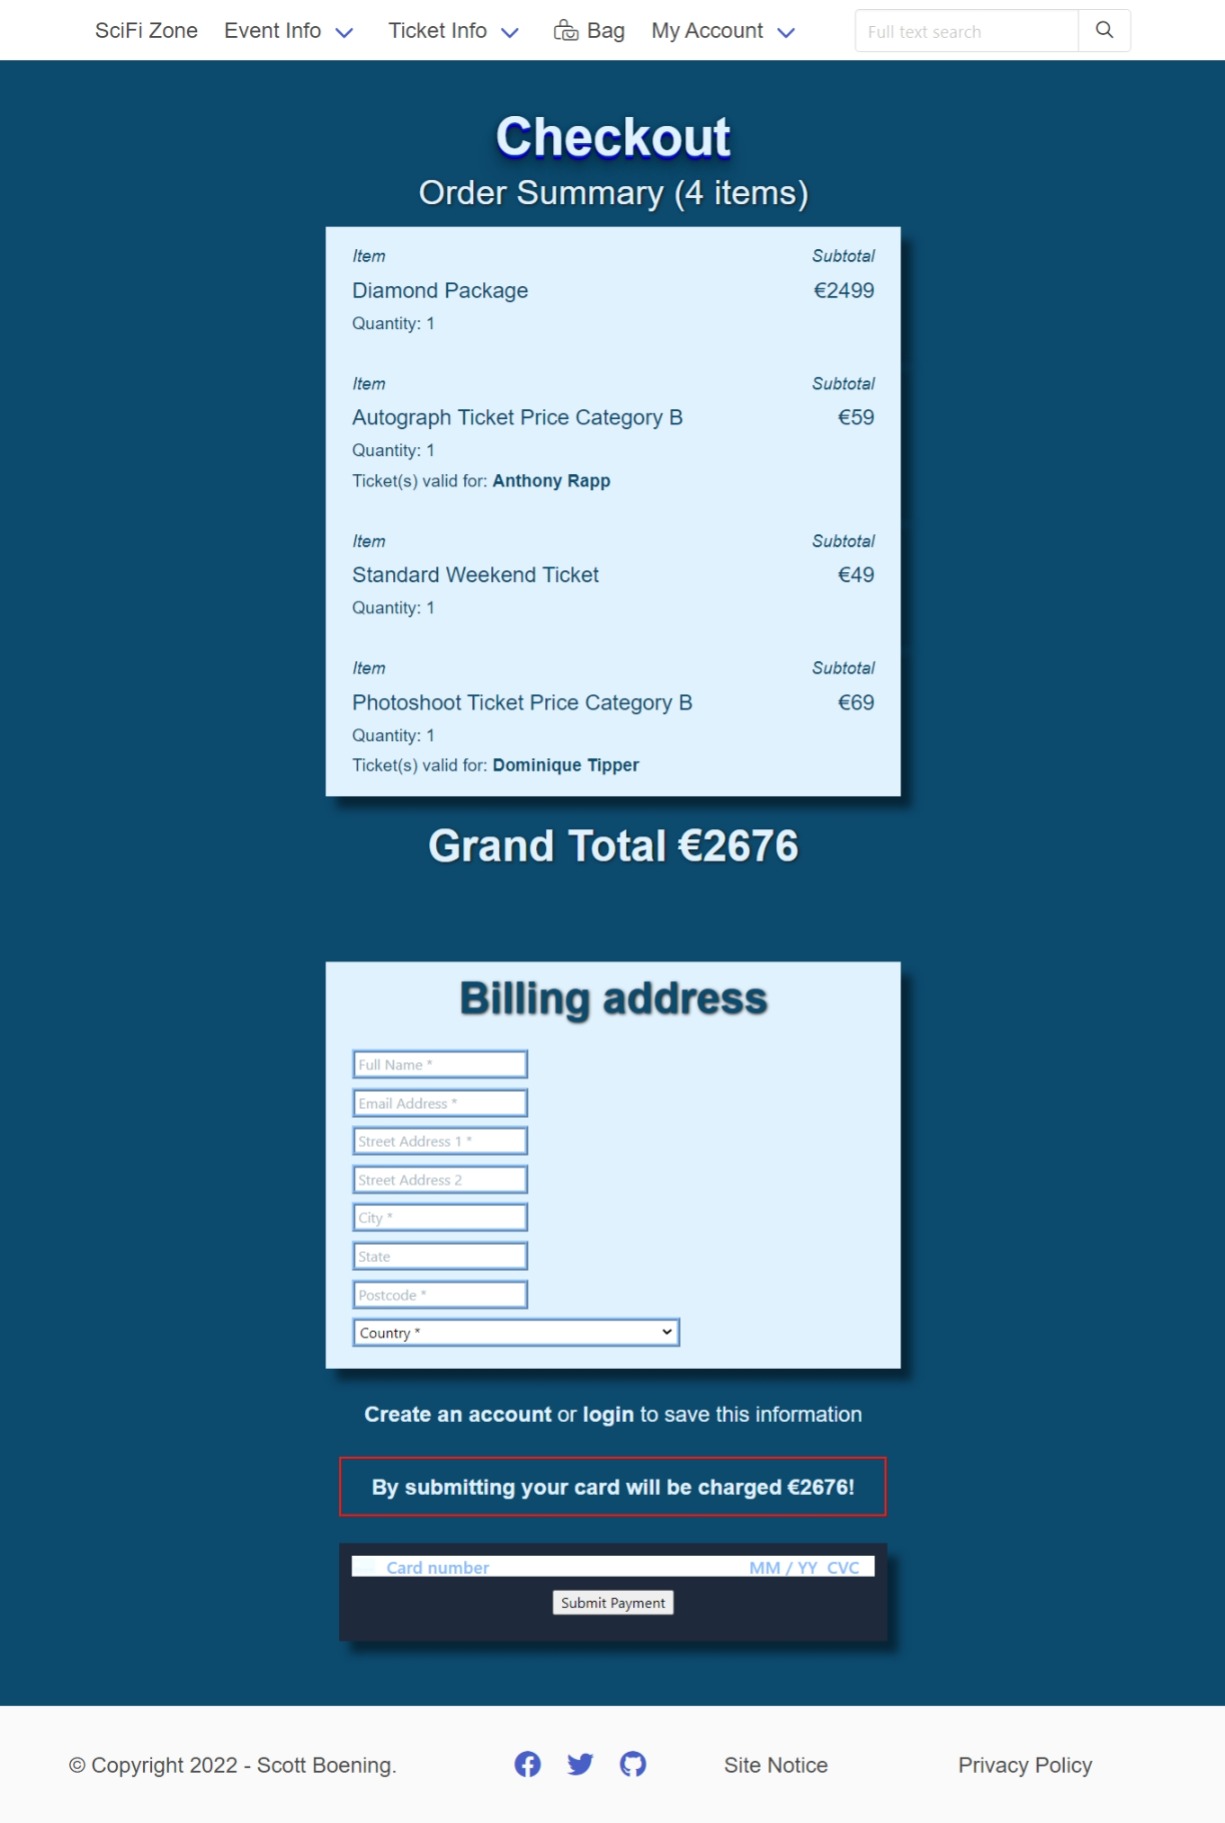 SciFi Zone Event Info Ticket Info Bag My Account Full text search
Checkout
Order Summary (4 items)
Item Subtotal
Diamond Package €2499
Quantity: 1
Item Subtotal
Autograph Ticket Price Category B €59
Quantity: 1
Ticket(s) valid for: Anthony Rapp
Item Subtotal
Standard Weekend Ticket €49
Quantity: 1
Item Subtotal
Photoshoot Ticket Price Category B €69
Quantity: 1
Ticket(s) valid for: Dominique Tipper
Grand Total €2676
Billing address
Full Name *
Email Address *
Street Address 1 *
Street Address 2
City *
State
Postcode *
Country *
Create an account or login to save this information
By submitting your card will be charged €2676!
Card number MM / YY CVC
Submit Payment
© Copyright 2022 - Scott Boening. Site Notice Privacy Policy